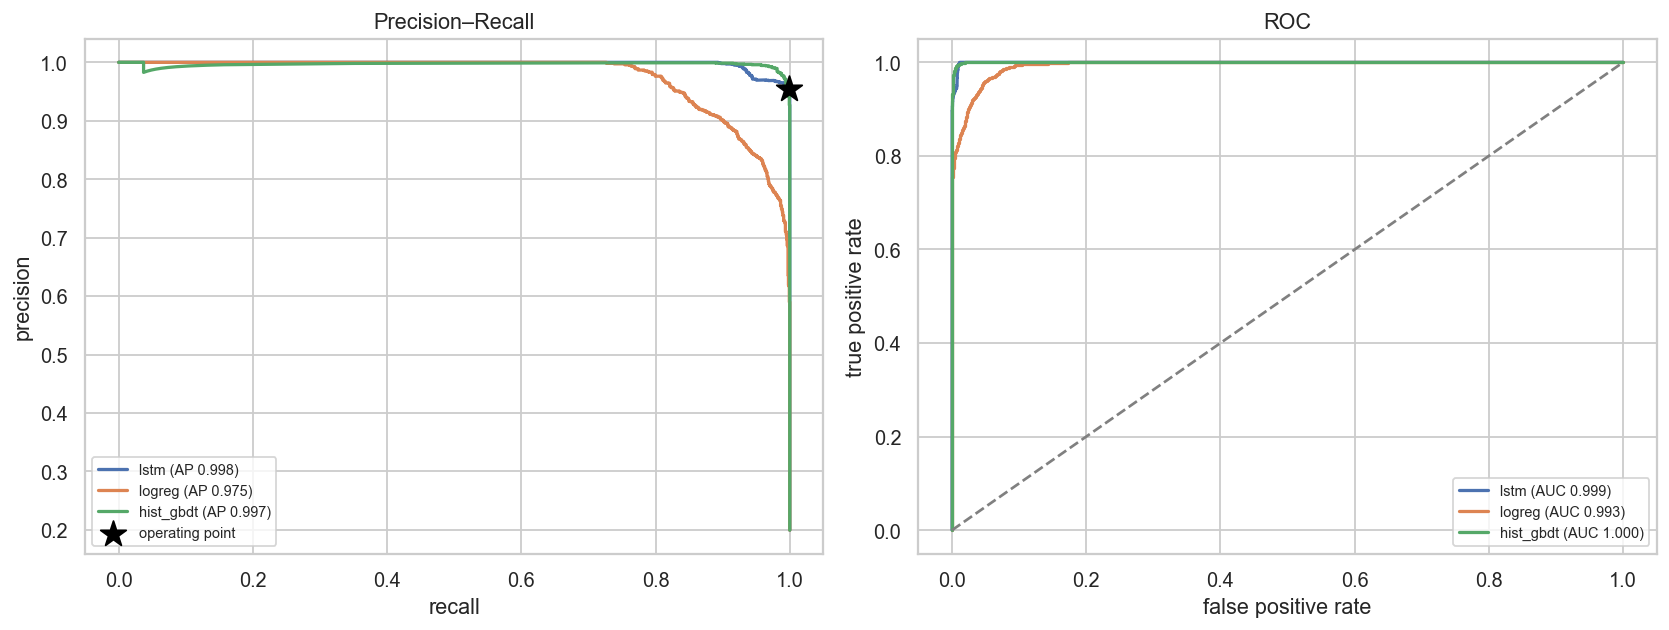 Precision–Recall
1.0
0.9
0.8
0.7
0.6
0.5
0.4
0.3
0.2
precision
lstm (AP 0.998)
logreg (AP 0.975)
hist_gbdt (AP 0.997)
operating point
0.0 0.2 0.4 0.6 0.8 1.0
recall
ROC
1.0
0.8
0.6
0.4
0.2
0.0
true positive rate
lstm (AUC 0.999)
logreg (AUC 0.993)
hist_gbdt (AUC 1.000)
0.0 0.2 0.4 0.6 0.8 1.0
false positive rate